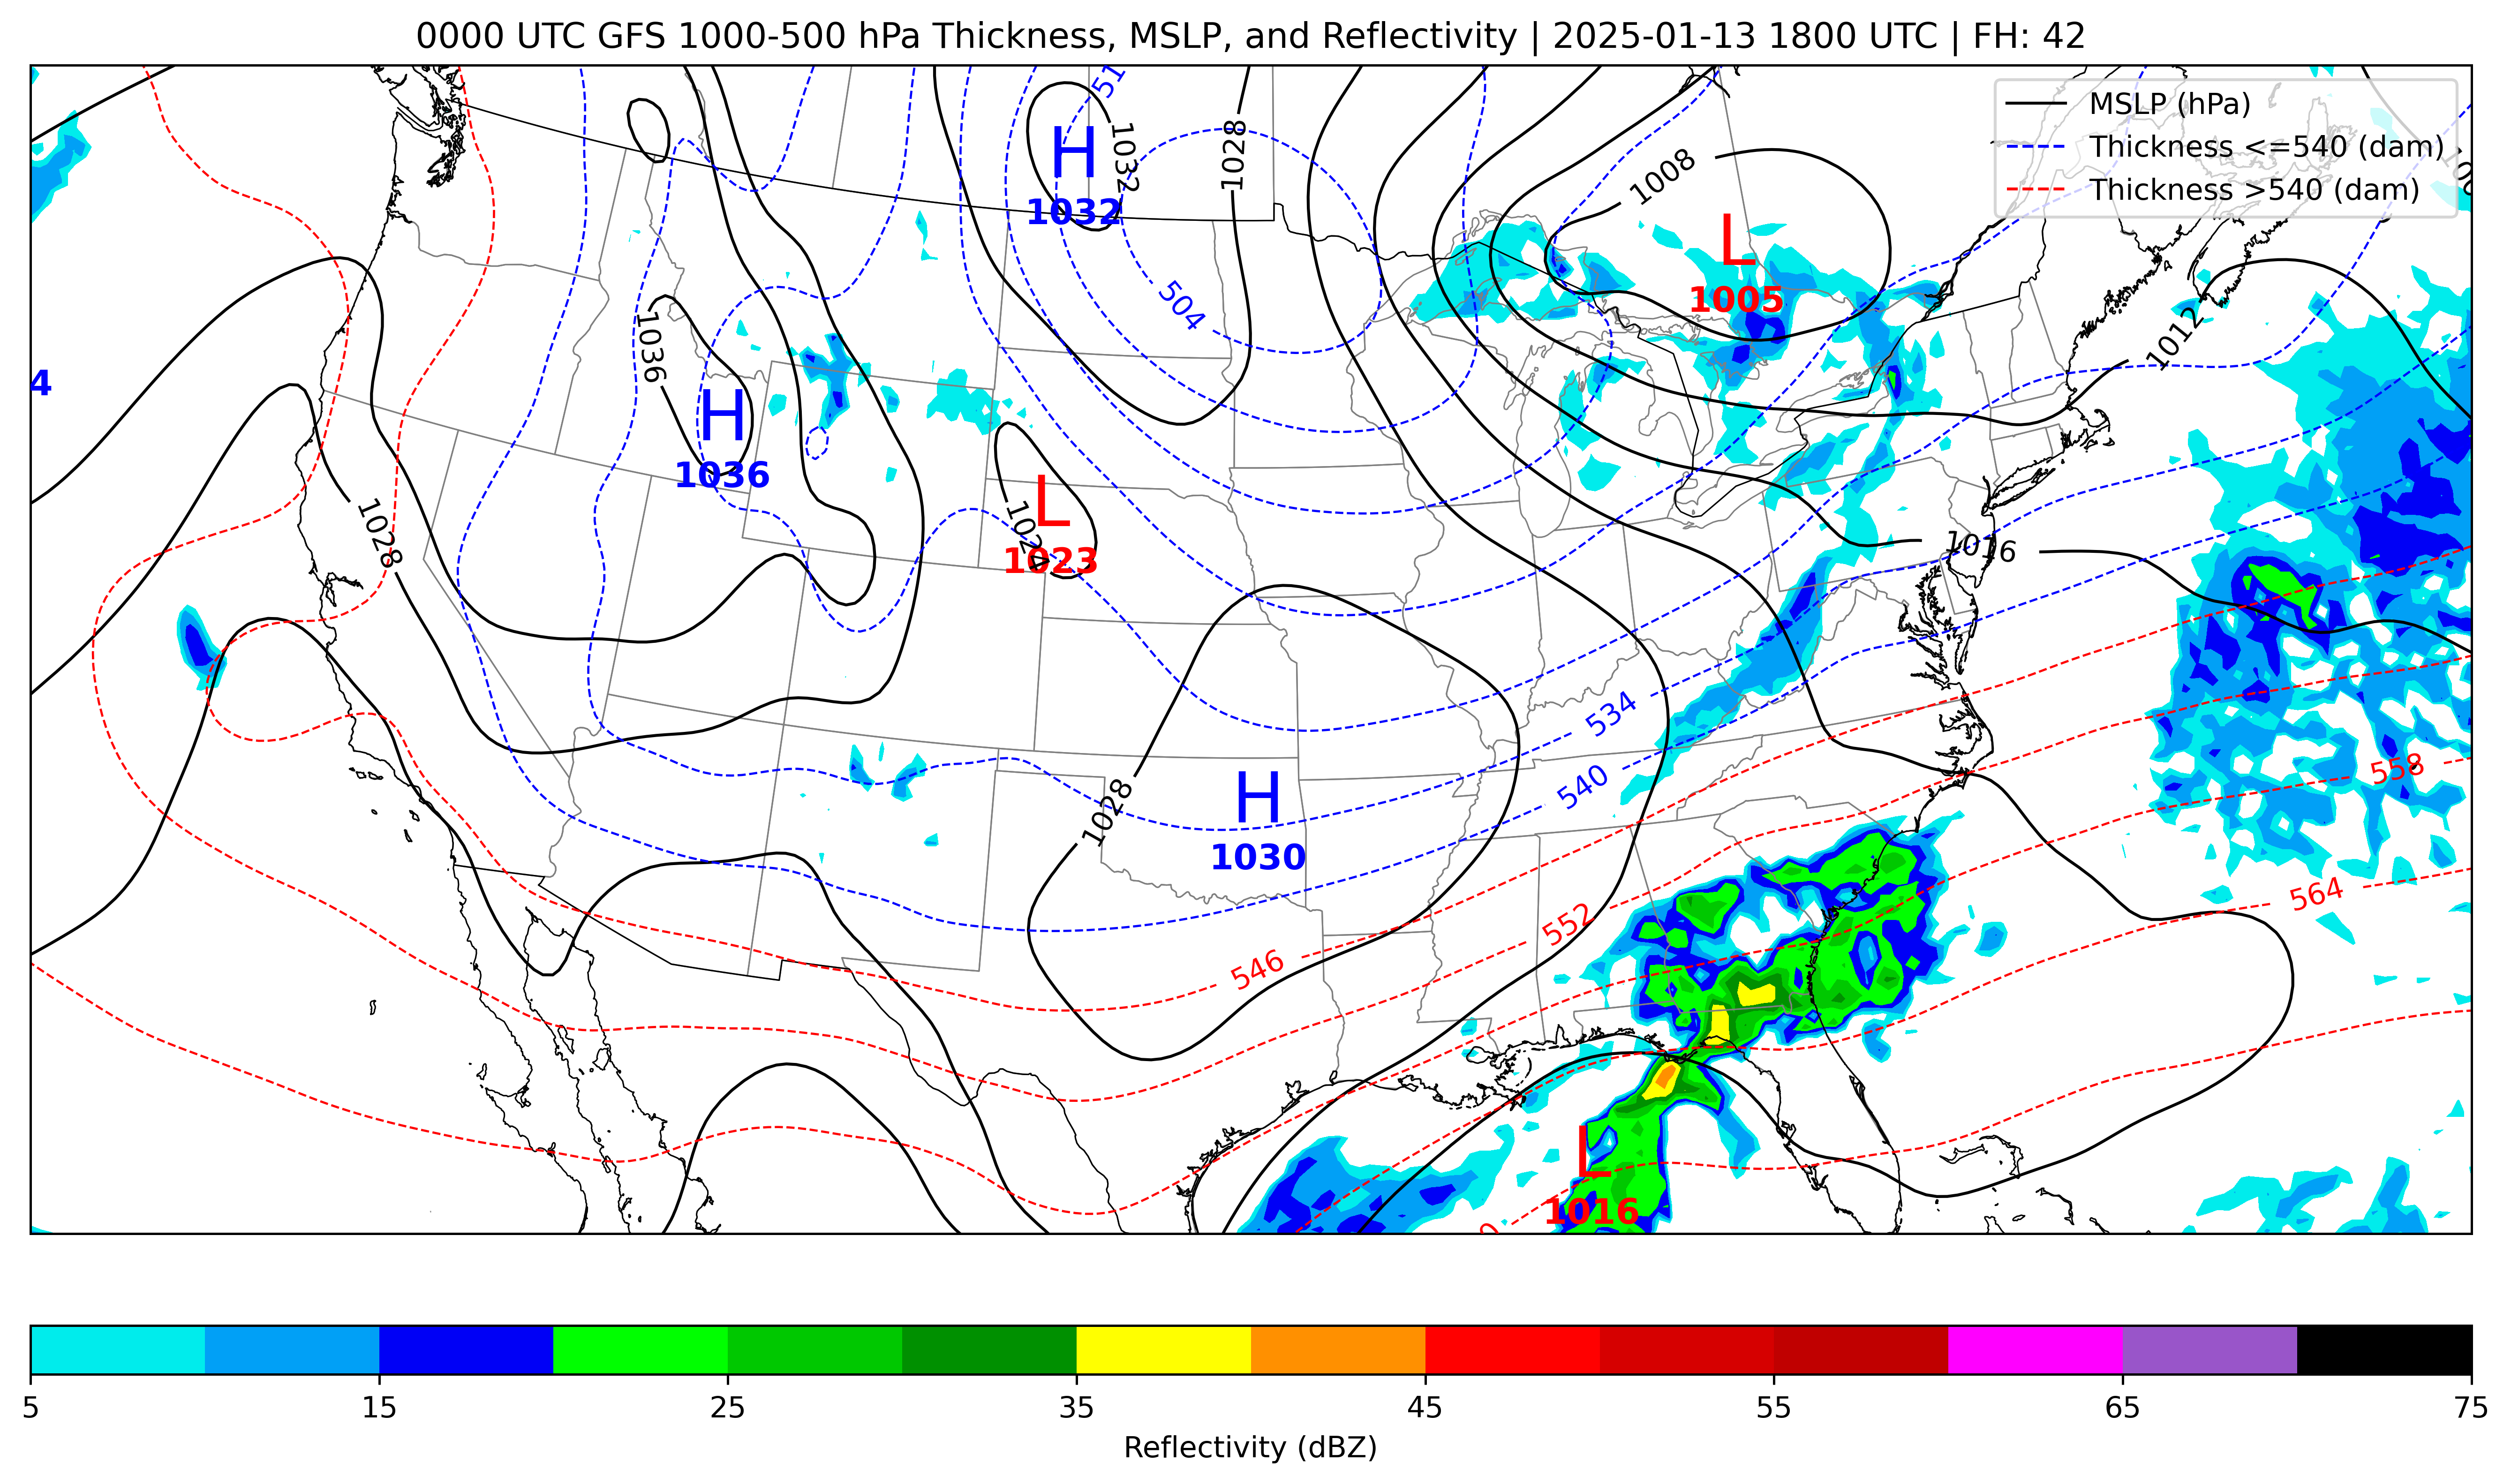 0000 UTC GFS 1000-500 hPa Thickness, MSLP, and Reflectivity | 2025-01-13 1800 UTC | FH: 42
MSLP (hPa)
Thickness <=540 (dam)
Thickness >540 (dam)
H
1032
1032
1028
1008
L
1005
504
1012
1036
H
1036
4
L
1024
1023
1028
1016
534
540
558
H
1030
1028
564
552
546
L
1016
5
15
25
35
45
55
65
75
Reflectivity (dBZ)